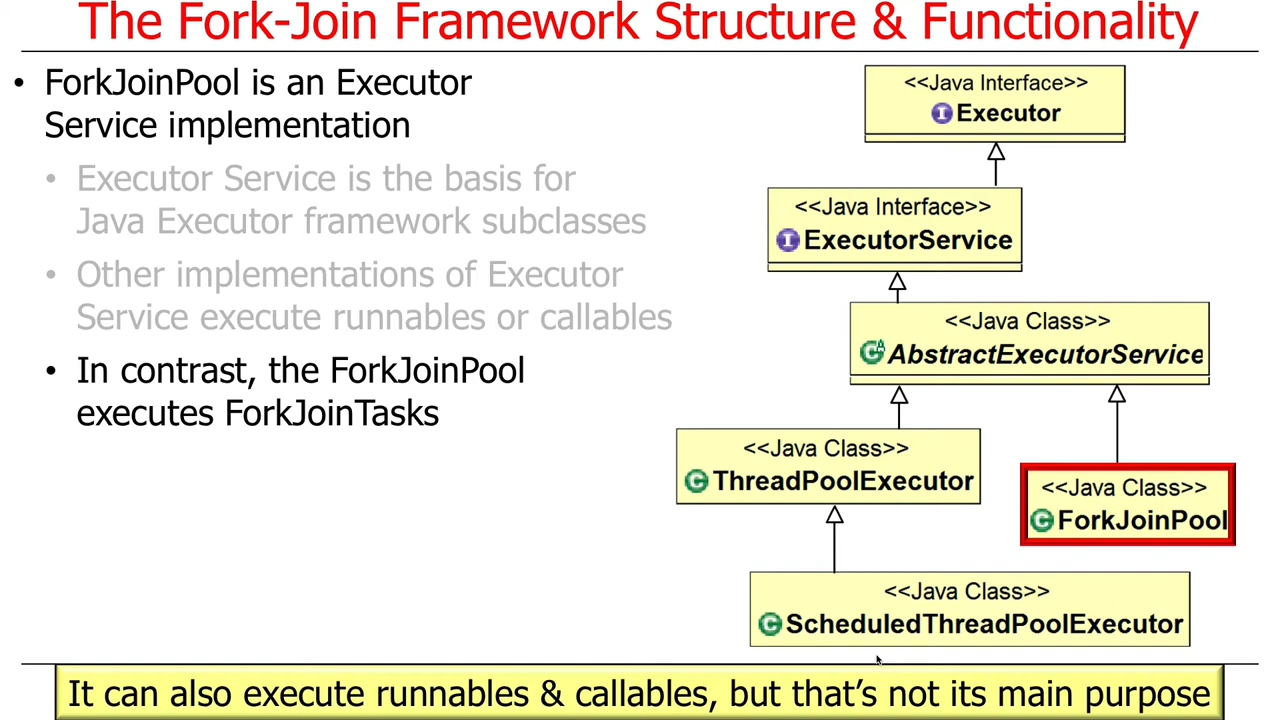 The Fork-Join Framework Structure & Functionality
• ForkJoinPool is an Executor
Service implementation
• Executor Service is the basis for
Java Executor framework subclasses
• Other implementations of Executor
Service execute runnables or callables
• In contrast, the ForkJoinPool
executes ForkJoinTasks
<<Java Interface>>
I Executor
<<Java Interface>>
I ExecutorService
<<Java Class>>
C A AbstractExecutorService
<<Java Class>>
C ThreadPoolExecutor
<<Java Class>>
C ForkJoinPool
<<Java Class>>
C ScheduledThreadPoolExecutor
It can also execute runnables & callables, but that’s not its main purpose